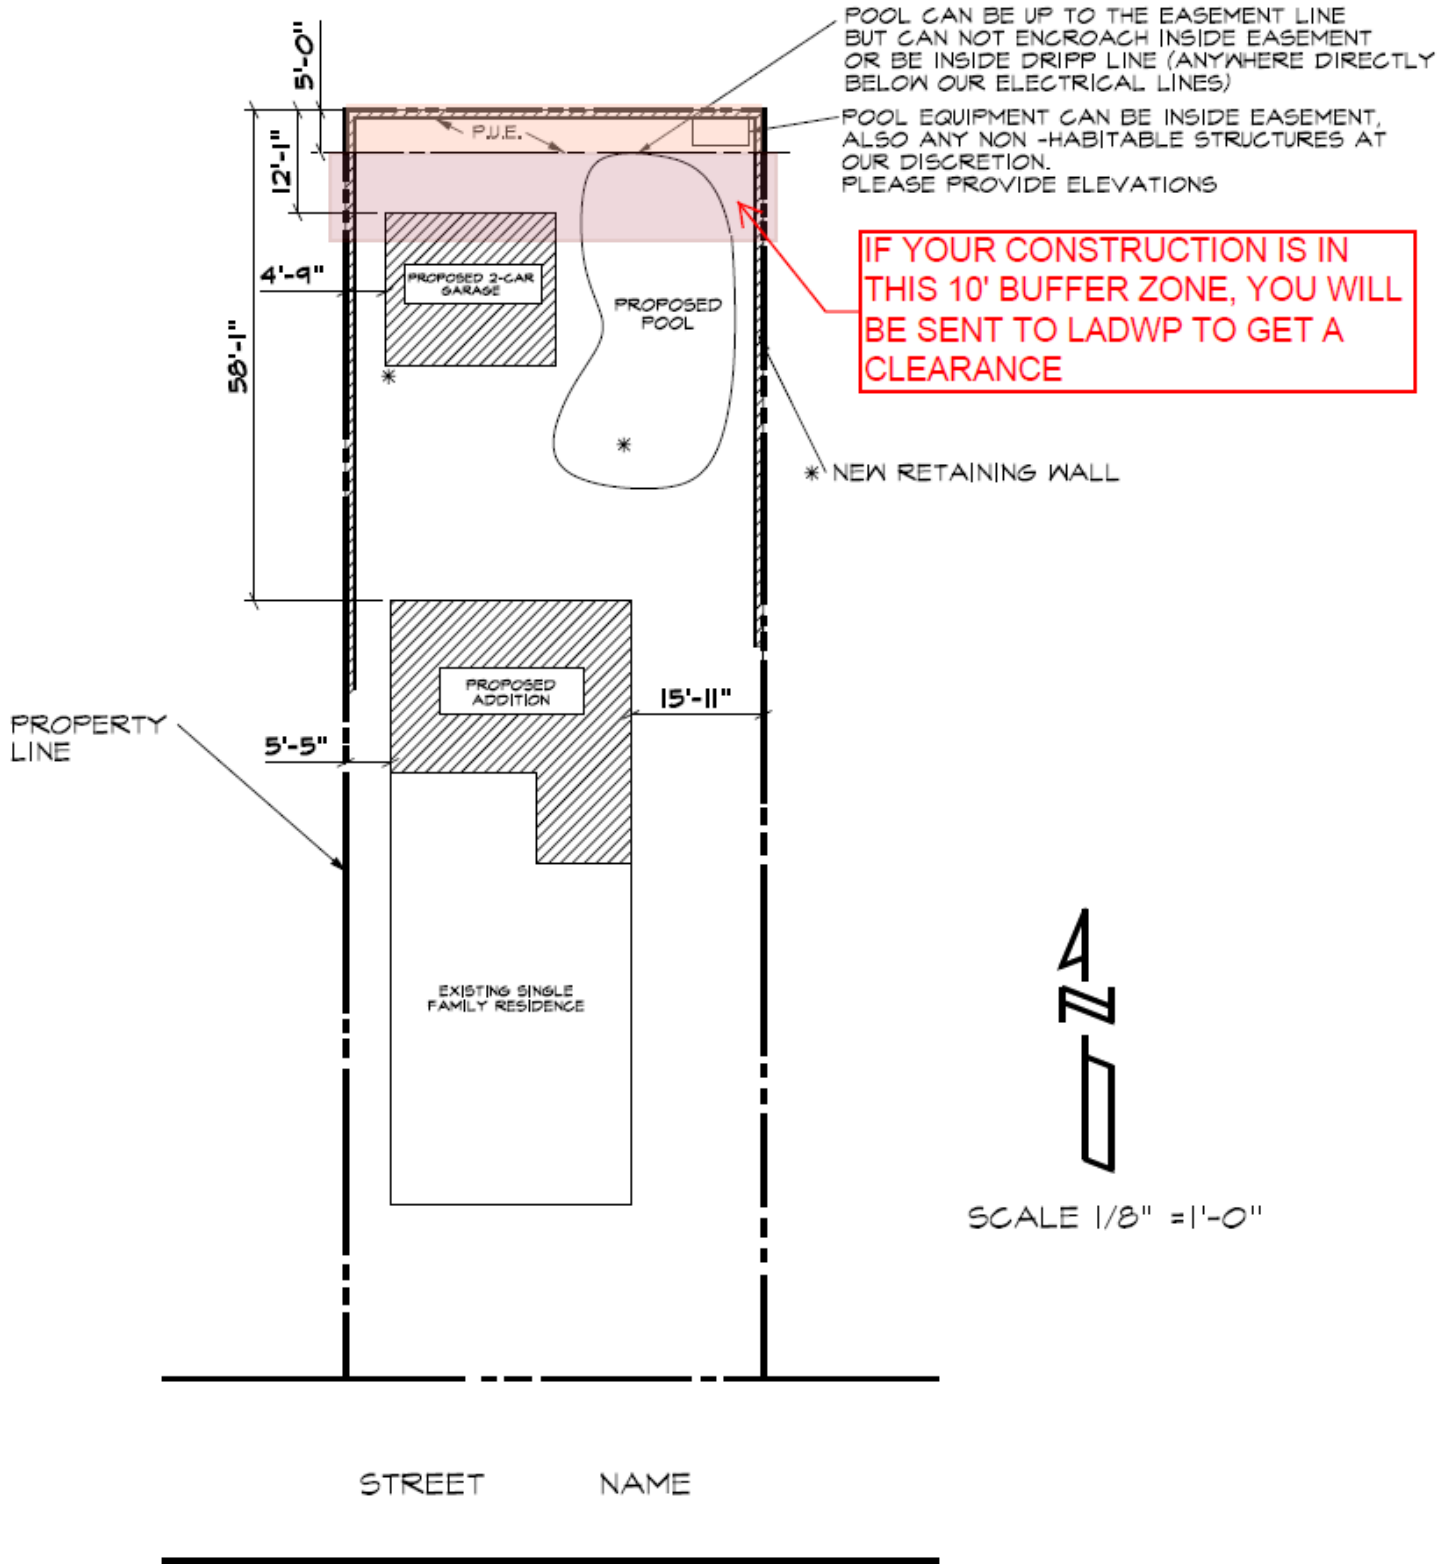 POOL CAN BE UP TO THE EASEMENT LINE
BUT CAN NOT ENCROACH INSIDE EASEMENT
OR BE INSIDE DRIPP LINE (ANYWHERE DIRECTLY
BELOW OUR ELECTRICAL LINES)
POOL EQUIPMENT CAN BE INSIDE EASEMENT,
ALSO ANY NON -HABITABLE STRUCTURES AT
OUR DISCRETION.
PLEASE PROVIDE ELEVATIONS
5'-0"
12'-1"
P.U.E.
IF YOUR CONSTRUCTION IS IN
THIS 10' BUFFER ZONE, YOU WILL
BE SENT TO LADWP TO GET A
CLEARANCE
4'-9"
PROPOSED 2-CAR
GARAGE
PROPOSED
POOL
58'-1"
*
*
* NEW RETAINING WALL
PROPOSED
ADDITION
15'-11"
PROPERTY
LINE
5'-5"
EXISTING SINGLE
FAMILY RESIDENCE
N
SCALE 1/8" =1'-0"
STREET NAME